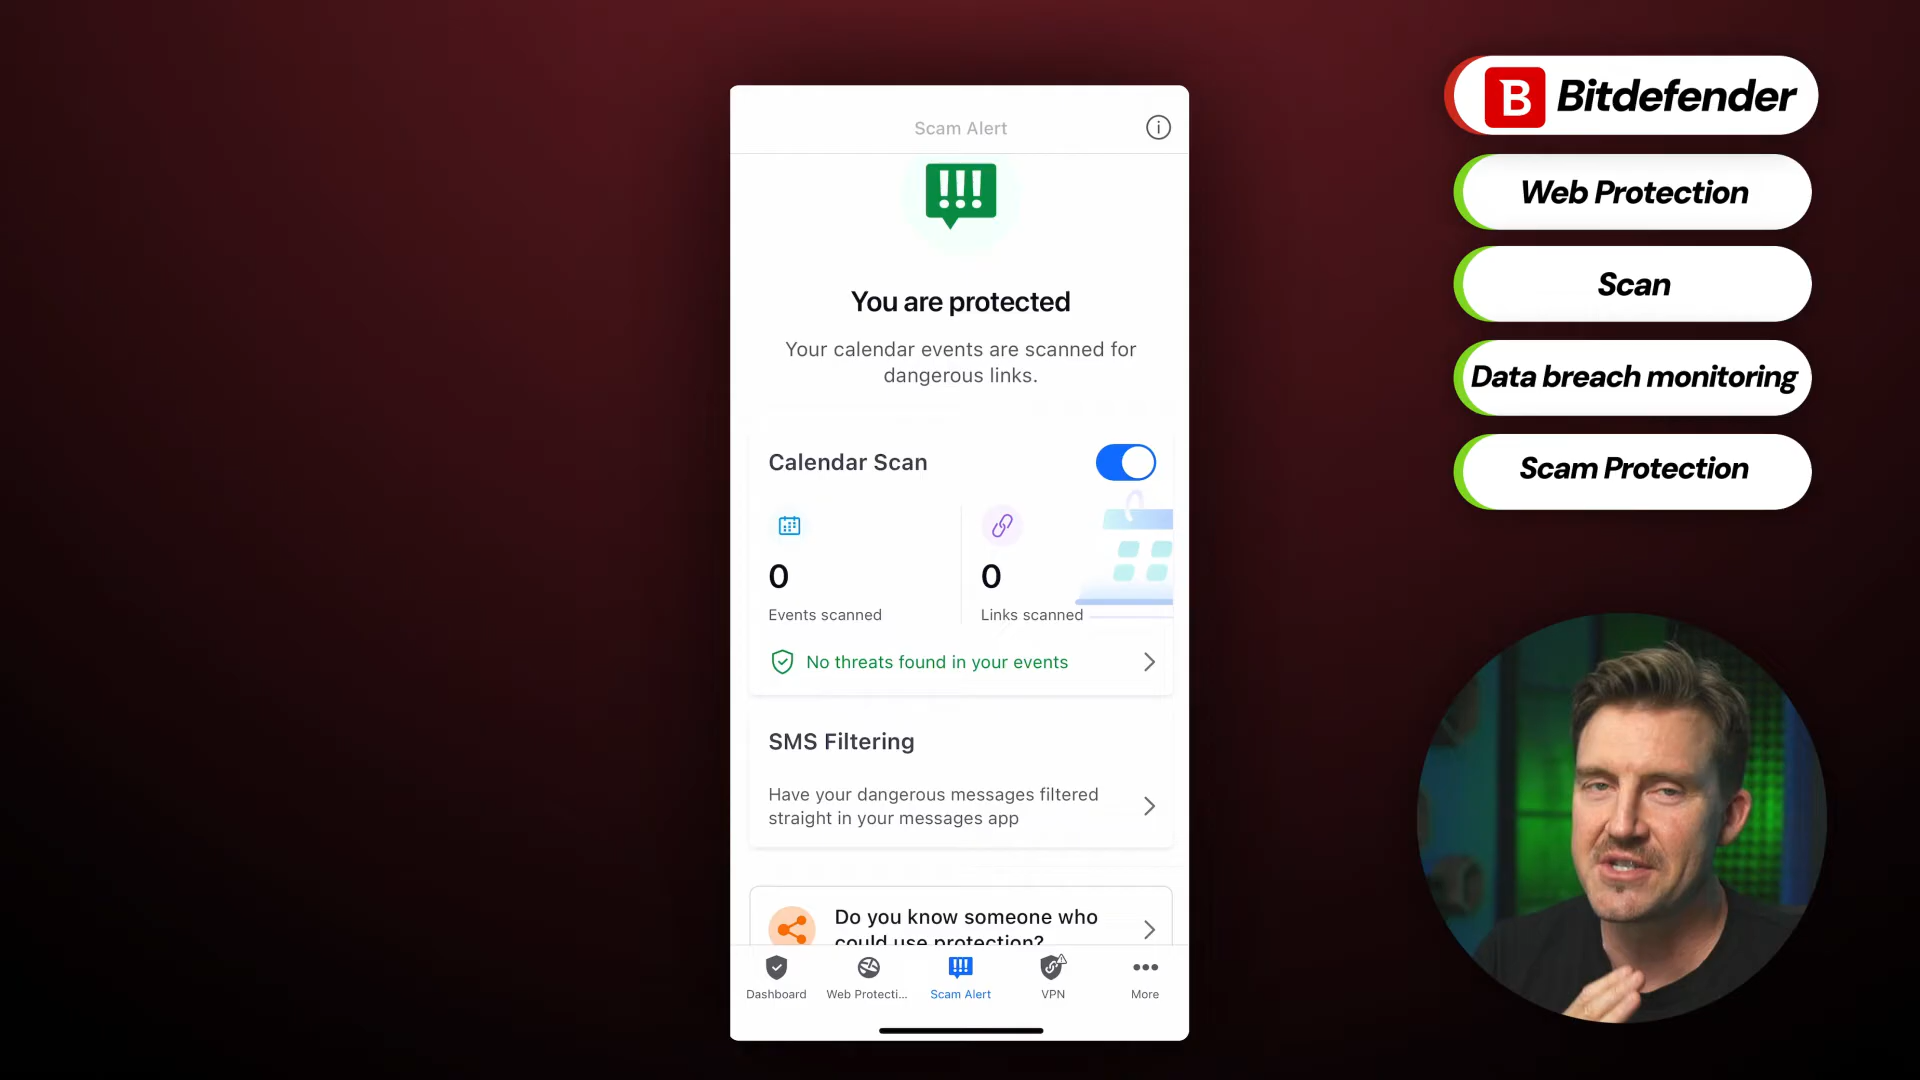 Scam Alert
!!!
You are protected
Your calendar events are scanned for
dangerous links.
Calendar Scan
0
Events scanned
0
Links scanned
No threats found in your events
SMS Filtering
Have your dangerous messages filtered
straight in your messages app
Do you know someone who
could use protection?
Dashboard
Web Protecti...
Scam Alert
VPN
More
B Bitdefender
Web Protection
Scan
Data breach monitoring
Scam Protection